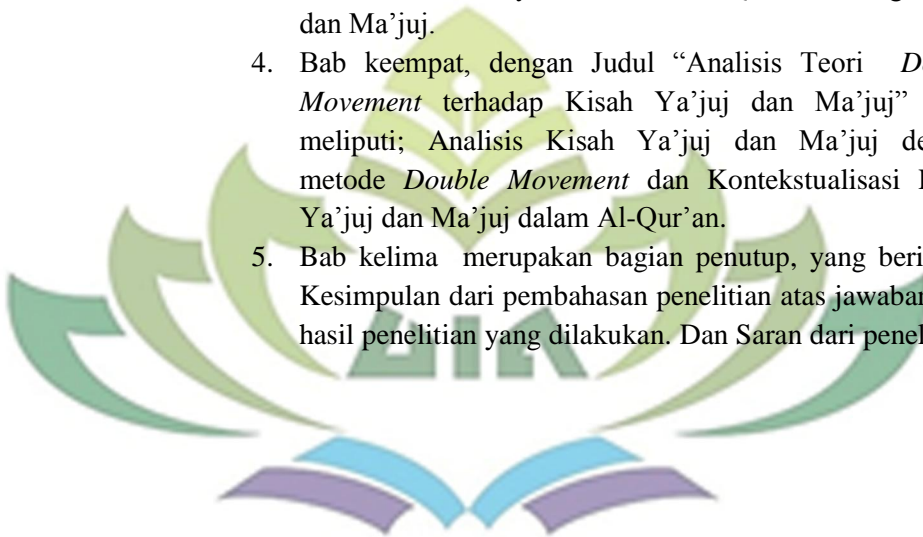 dan Ma’juj.
4. Bab keempat, dengan Judul “Analisis Teori
Movement terhadap Kisah Ya’juj dan Ma’juj”
meliputi; Analisis Kisah Ya’juj dan Ma’juj
metode Double Movement dan Kontekstualisasi
Ya’juj dan Ma’juj dalam Al-Qur’an.
5. Bab kelima merupakan bagian penutup, yang
Kesimpulan dari pembahasan penelitian atas jawaban
hasil penelitian yang dilakukan. Dan Saran dari